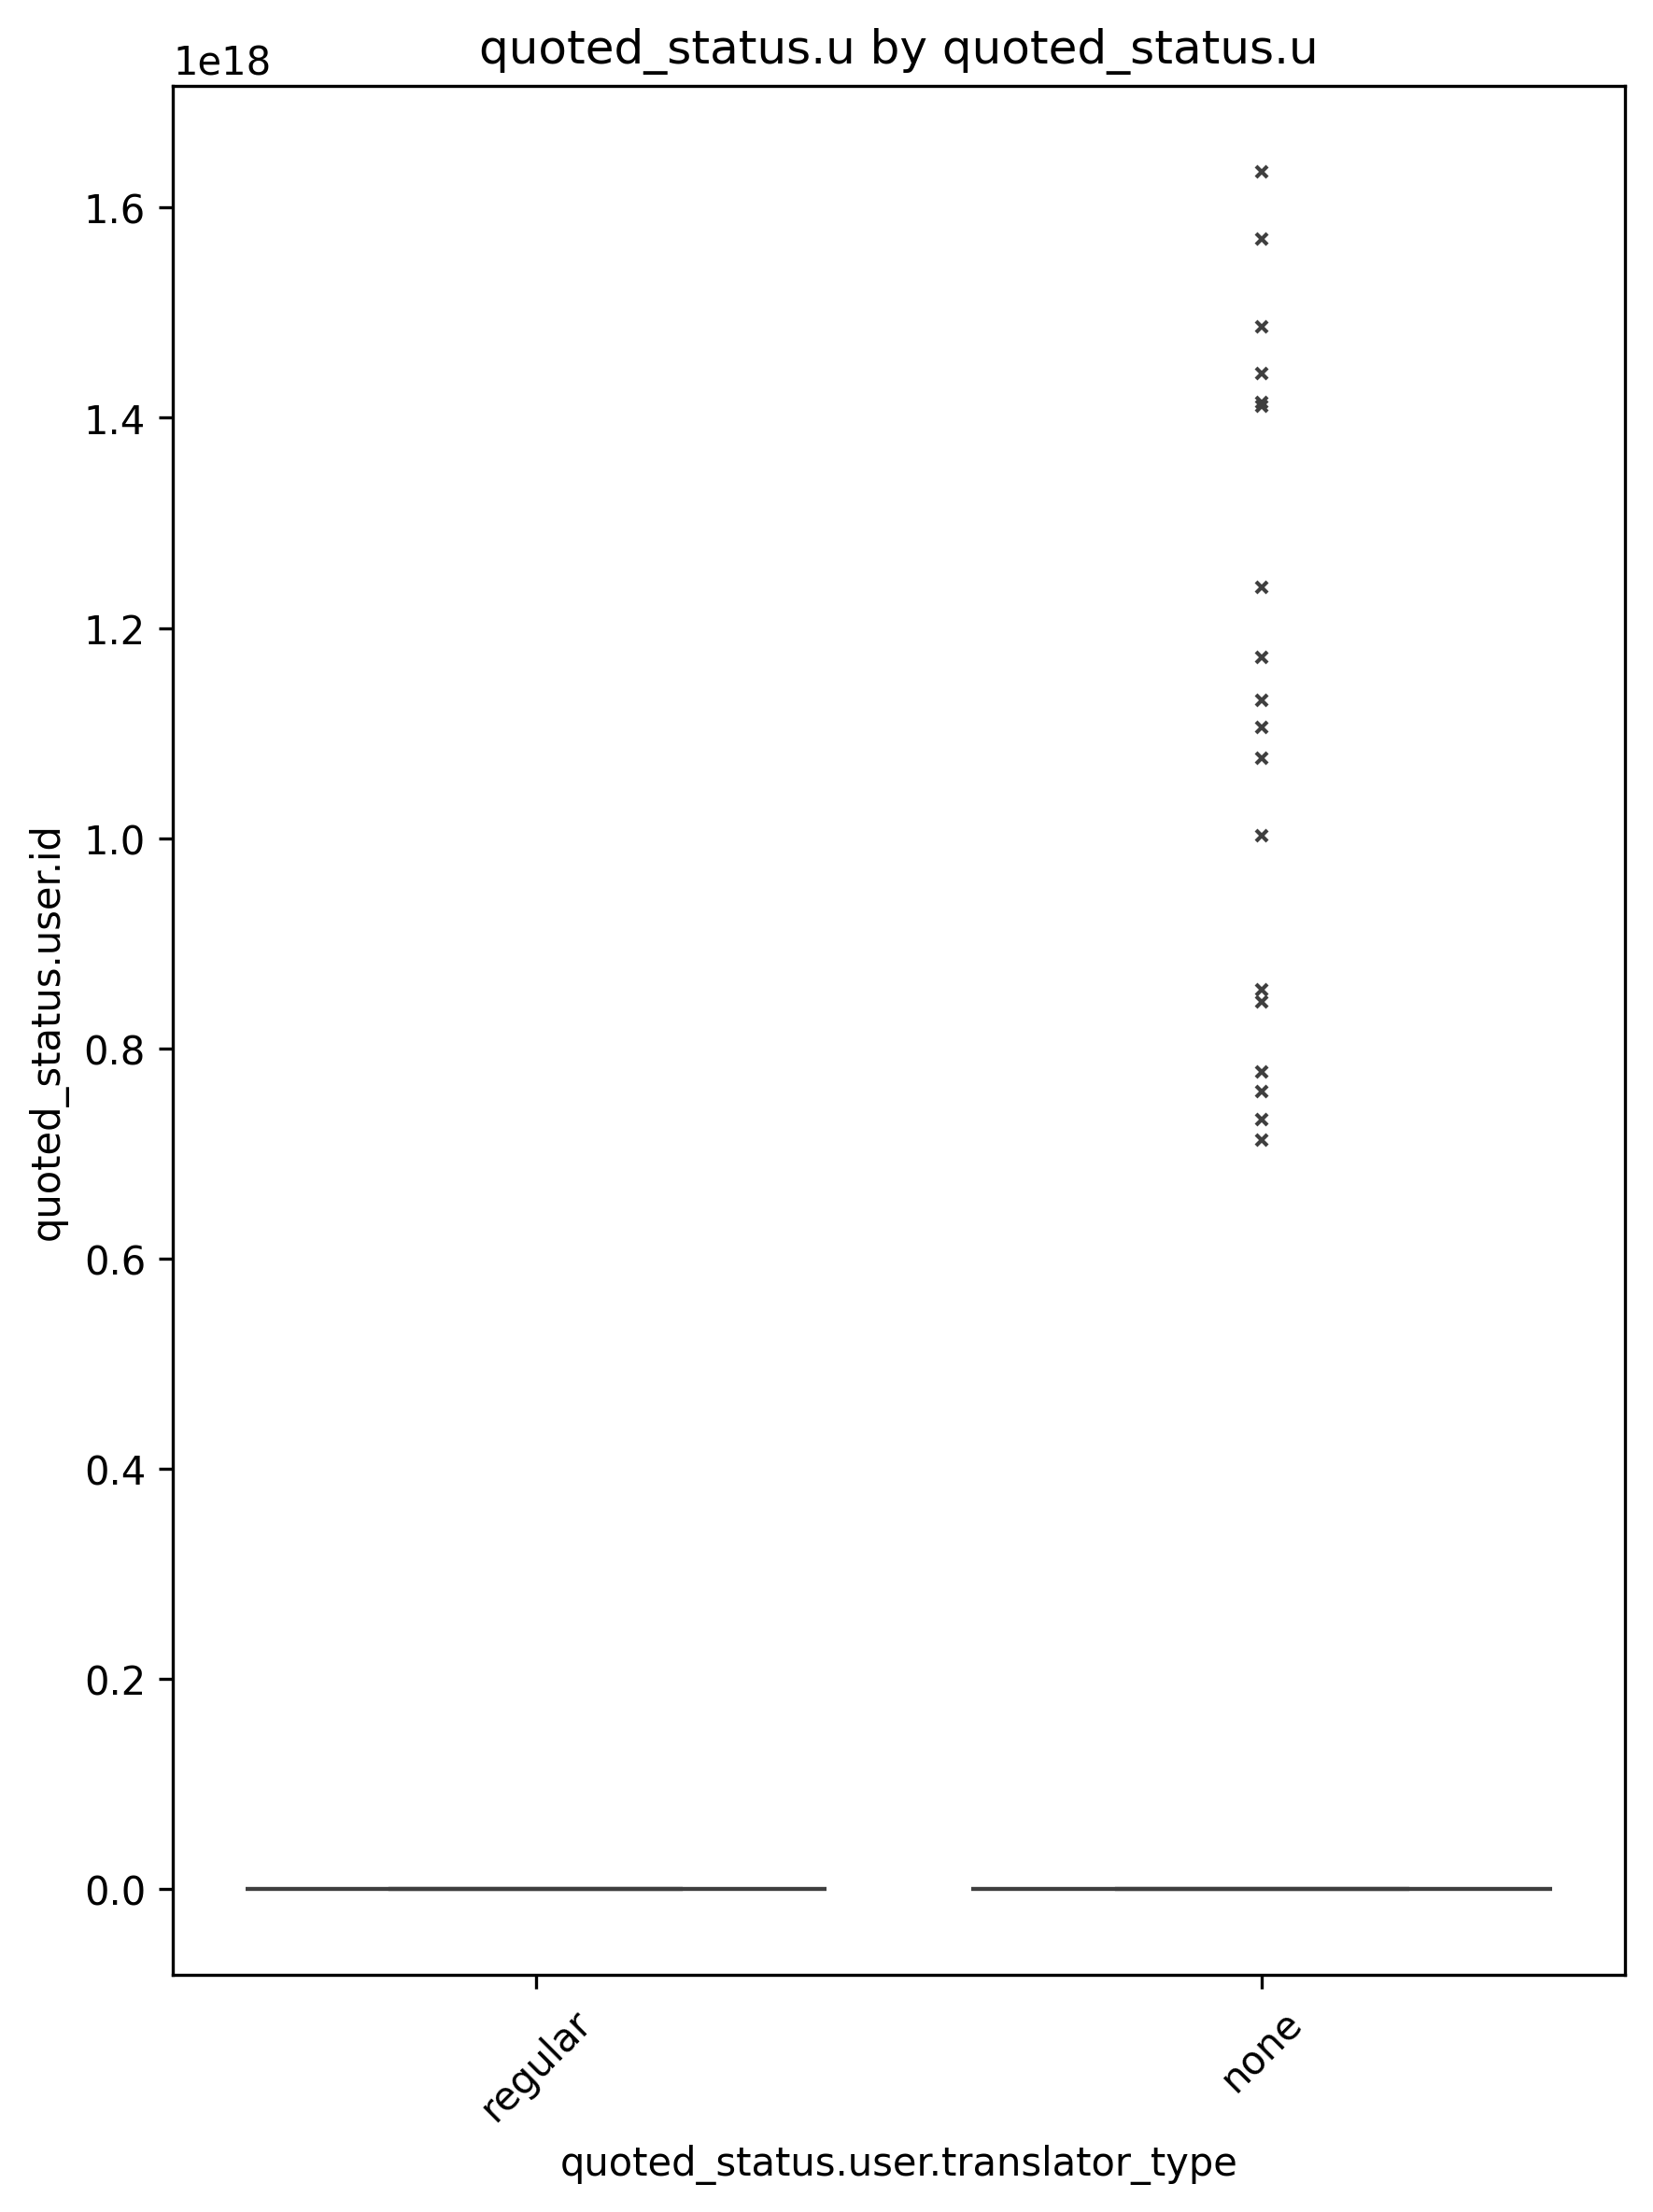 quoted_status.u by quoted_status.u
1e18
1.6
1.4
1.2
1.0
0.8
0.6
0.4
0.2
0.0
quoted_status.user.id
regular
none
quoted_status.user.translator_type